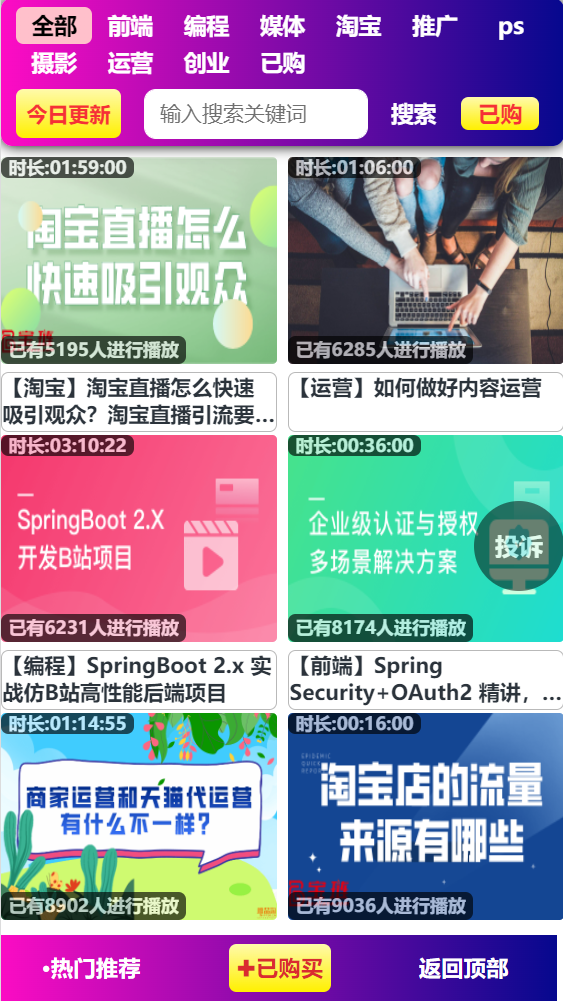 全部 前端 编程 媒体 淘宝 推广 ps
摄影 运营 创业 已购
今日更新 输入搜索关键词 搜索 已购
时长:01:59:00
淘宝直播怎么
快速吸引观众
已有5195人进行播放
【淘宝】淘宝直播怎么快速
吸引观众？淘宝直播引流要...
时长:01:06:00
已有6285人进行播放
【运营】如何做好内容运营
时长:03:10:22
SpringBoot 2.X
开发B站项目
已有6231人进行播放
【编程】SpringBoot 2.x 实
战仿B站高性能后端项目
时长:00:36:00
企业级认证与授权
多场景解决方案
投诉
已有8174人进行播放
【前端】Spring
Security+OAuth2 精讲，...
时长:01:14:55
商家运营和天猫代运营
有什么不一样?
已有8902人进行播放
时长:00:16:00
EPIDEMIC
QUICK
REPORT
淘宝店的流量
来源有哪些
已有9036人进行播放
•热门推荐 +已购买 返回顶部